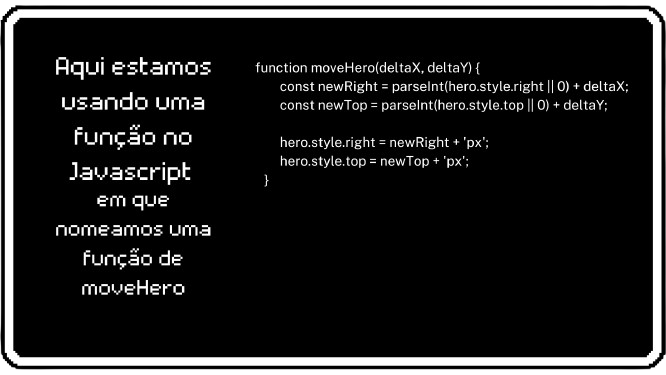 Aqui estamos
usando uma
função no
Javascript
em que
nomeamos uma
função de
moveHero
function moveHero(deltaX, deltaY) {
const newRight = parseInt(hero.style.right || 0) + deltaX;
const newTop = parseInt(hero.style.top || 0) + deltaY;
hero.style.right = newRight + 'px';
hero.style.top = newTop + 'px';
}